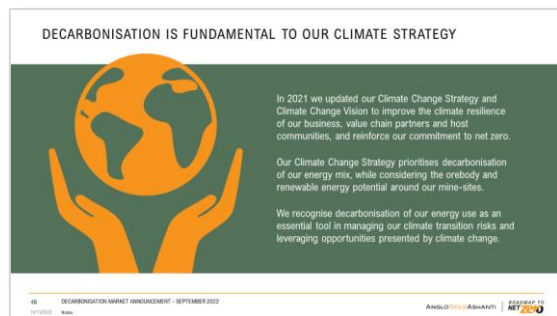 DECARBONISATION IS FUNDAMENTAL TO OUR CLIMATE STRATEGY
In 2021 we updated our Climate Change Strategy and
Climate Change Vision to improve the climate resilience
of our business, value chain partners and host
communities, and reinforce our commitment to net zero.
Our Climate Change Strategy prioritises decarbonisation
of our energy mix, while considering the orebody and
renewable energy potential around our mine-sites.
We recognise decarbonisation of our energy use as an
essential tool in managing our climate transition risks and
leveraging opportunities presented by climate change.
46 DECARBONISATION MARKET ANNOUNCEMENT – SEPTEMBER 2022
ANGLOGOLDASHANTI
ROADMAP TO
NET zero